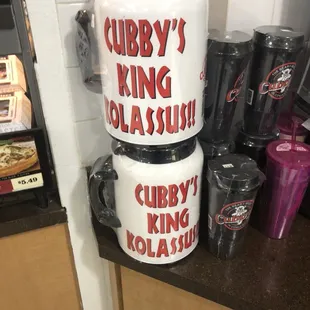 CUBBY'S
KING
KOLASSUS!!
CUBBY'S
KING
KOLASSUS!
$5.49